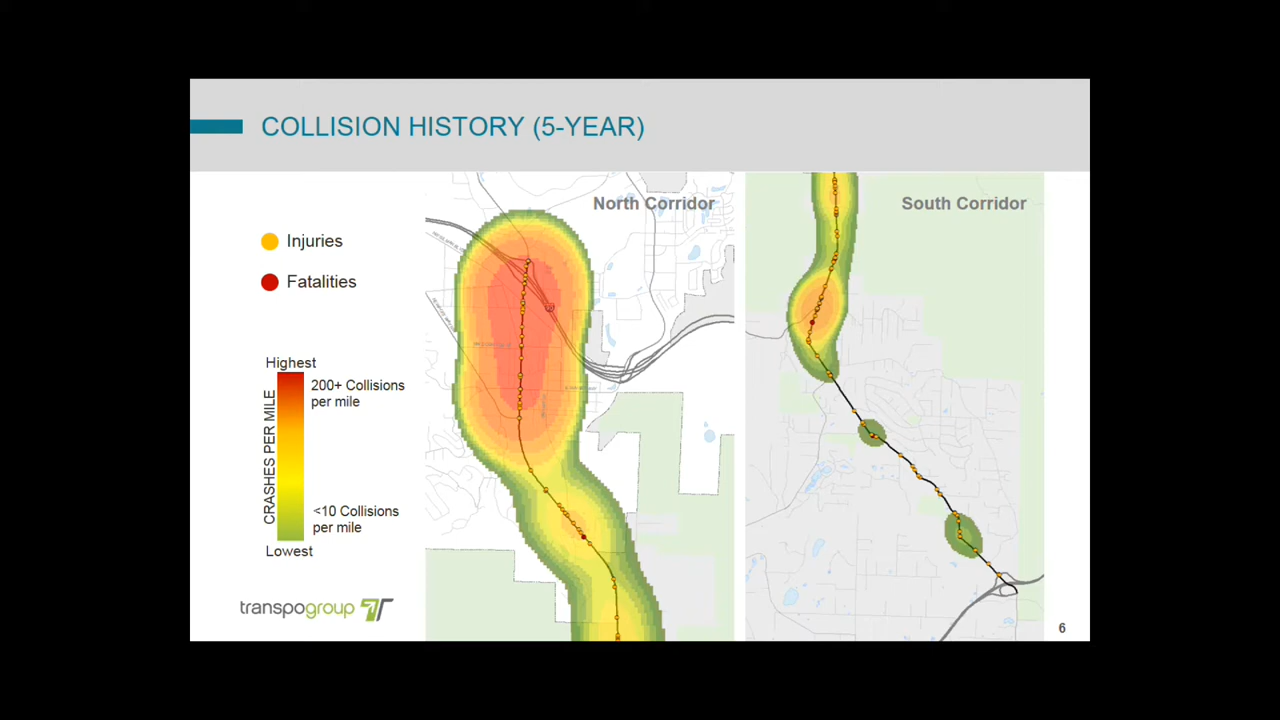 COLLISION HISTORY (5-YEAR)
North Corridor
South Corridor
Injuries
Fatalities
Highest
CRASHES PER MILE
200+ Collisions
per mile
<10 Collisions
per mile
Lowest
transpogroup
6